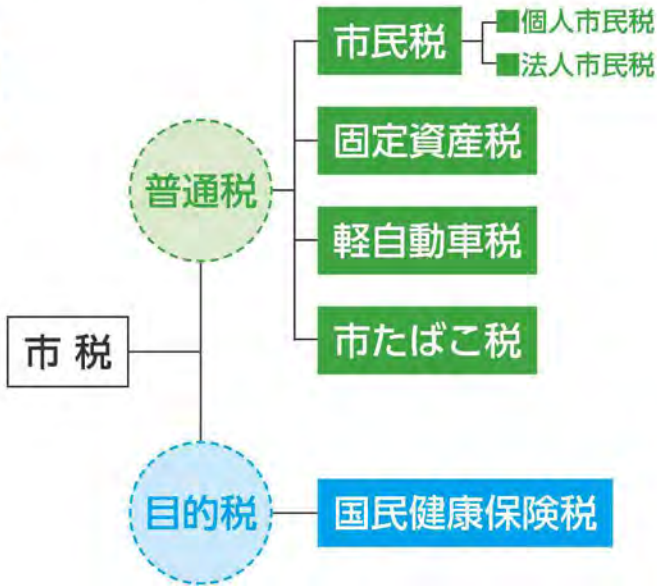 市民税
■個人市民税
■法人市民税
固定資産税
普通税
軽自動車税
市たばこ税
市 税
目的税
国民健康保険税